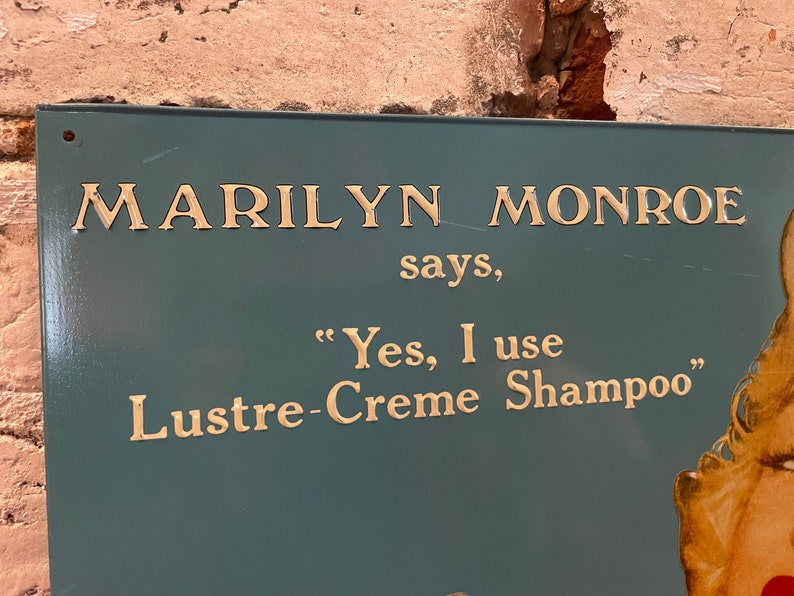 MARILYN MONROE
says,
“Yes, I use
Lustre-Creme Shampoo”